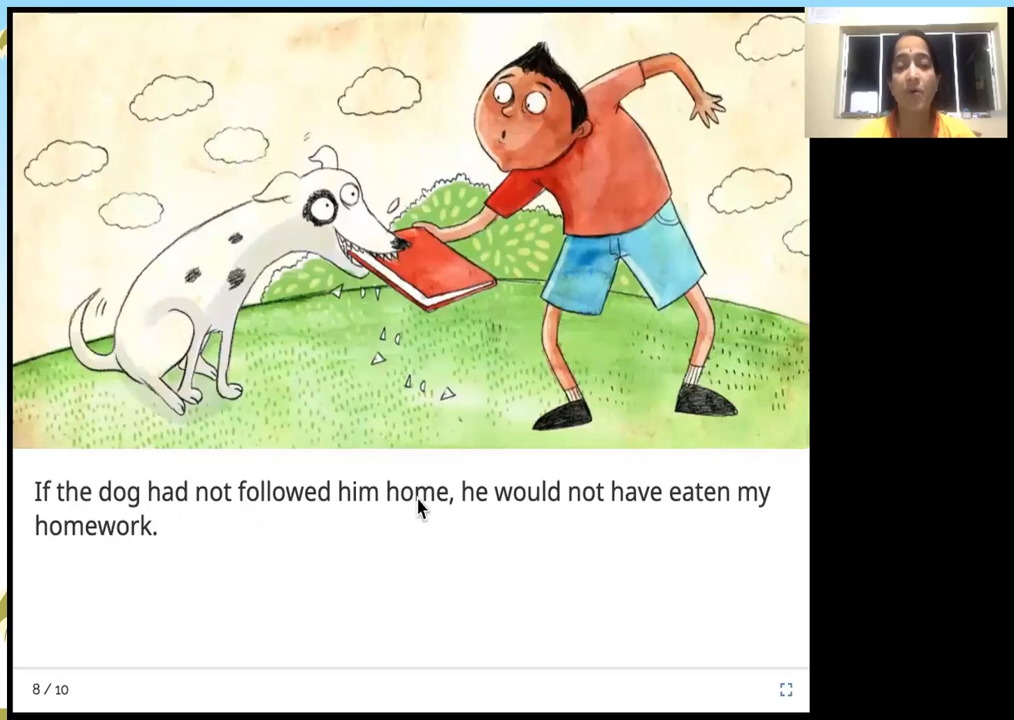 If the dog had not followed him home, he would not have eaten my
homework.
8 / 10